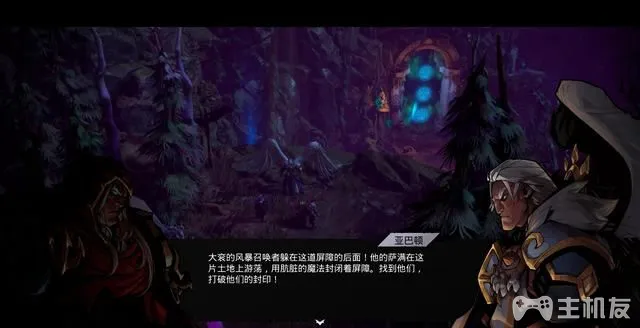 亚巴顿
大衮的风暴召唤者躲在这道屏障的后面！他的萨满在这
片土地上游荡，用肮脏的魔法封闭着屏障。找到他们，
打破他们的封印！
主机友